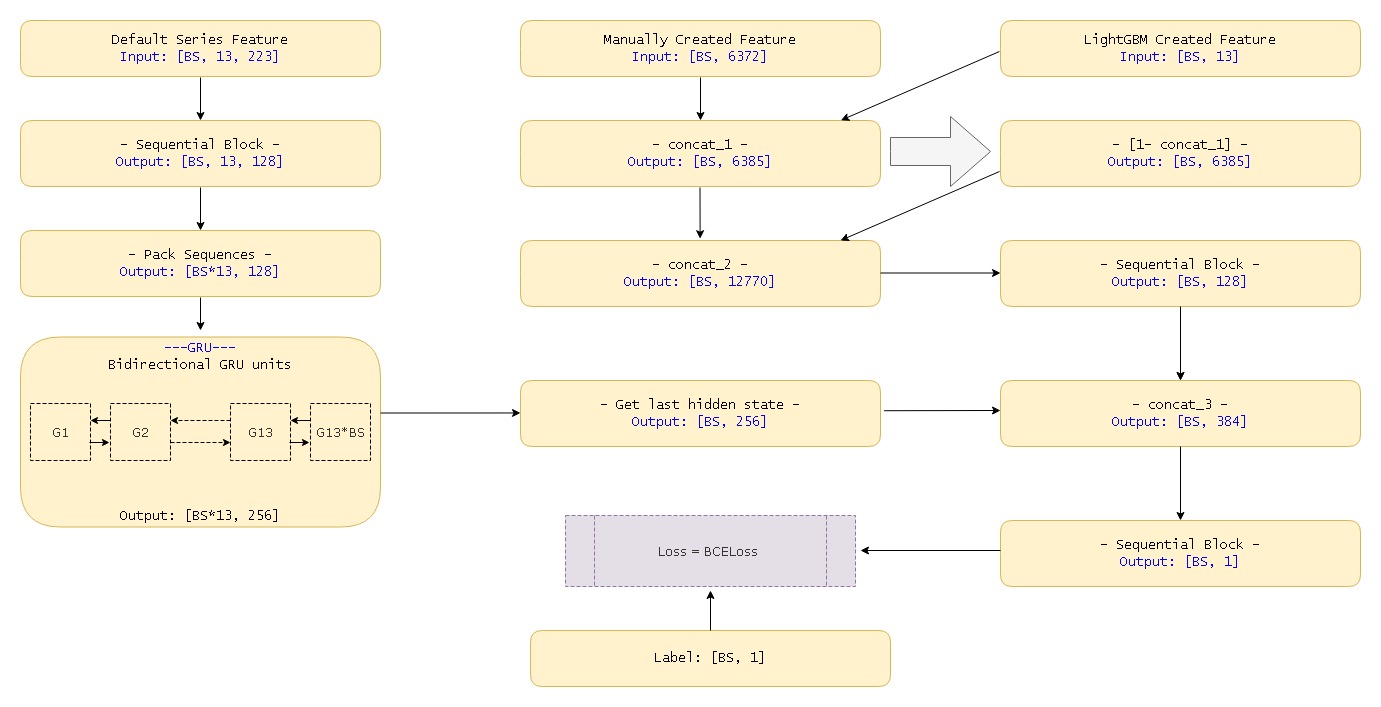 Default Series Feature
Input: [BS, 13, 223]
Manually Created Feature
Input: [BS, 6372]
LightGBM Created Feature
Input: [BS, 13]
- Sequential Block -
Output: [BS, 13, 128]
- concat_1 -
Output: [BS, 6385]
- [1- concat_1] -
Output: [BS, 6385]
- Pack Sequences -
Output: [BS*13, 128]
- concat_2 -
Output: [BS, 12770]
- Sequential Block -
Output: [BS, 128]
---GRU---
Bidirectional GRU units
G1
G2
G13
G13*BS
Output: [BS*13, 256]
- Get last hidden state -
Output: [BS, 256]
- concat_3 -
Output: [BS, 384]
Loss = BCELoss
- Sequential Block -
Output: [BS, 1]
Label: [BS, 1]